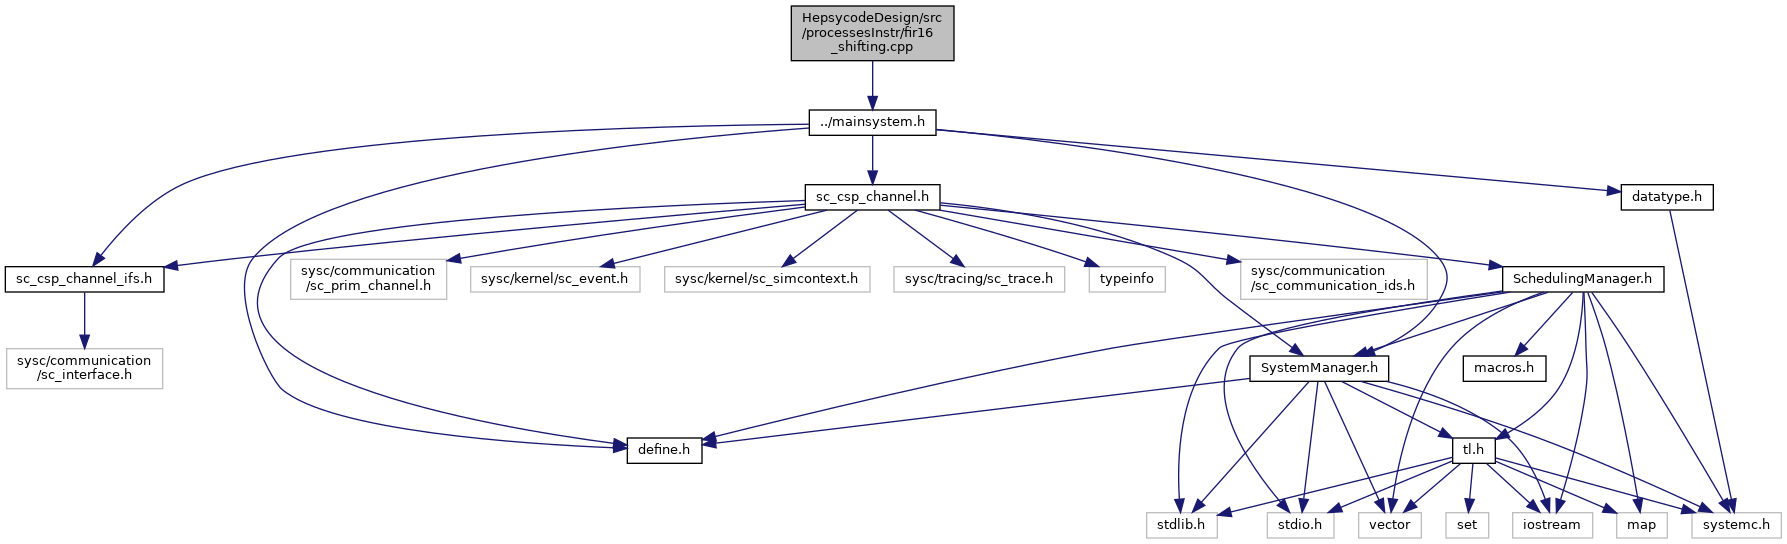 HepsycodeDesign/src
/processesInstr/fir16
_shifting.cpp
../mainsystem.h
sc_csp_channel.h
datatype.h
sc_csp_channel_ifs.h
sysc/communication
/sc_prim_channel.h
sysc/kernel/sc_event.h
sysc/kernel/sc_simcontext.h
sysc/tracing/sc_trace.h
typeinfo
sysc/communication
/sc_communication_ids.h
SchedulingManager.h
sysc/communication
/sc_interface.h
SystemManager.h
macros.h
define.h
tl.h
stdlib.h
stdio.h
vector
set
iostream
map
systemc.h